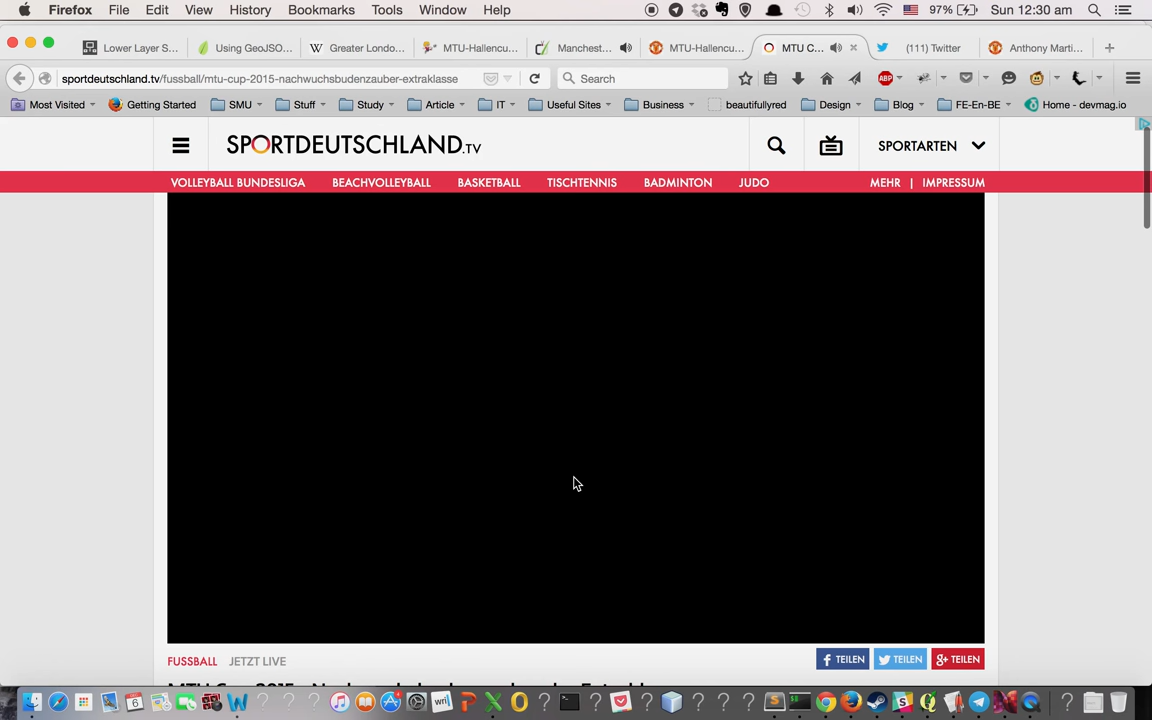 Firefox File Edit View History Bookmarks Tools Window Help 97% Sun 12:30 am
Lower Layer S... Using GeoJSO... Greater Londo... MTU-Hallencu... Manchest... MTU-Hallencu... MTU C... (111) Twitter Anthony Marti...
sportdeutschland.tv/fussball/mtu-cup-2015-nachwuchsbudenzauber-extraklasse Search ABP
Most Visited Getting Started SMU Stuff Study Article IT Useful Sites Business beautifullyred Design Blog FE-En-BE Home - devmag.io
SPORTDEUTSCHLAND.TV SPORTARTEN
VOLLEYBALL BUNDESLIGA BEACHVOLLEYBALL BASKETBALL TISCHTENNIS BADMINTON JUDO MEHR | IMPRESSUM
FUSSBALL JETZT LIVE TEILEN TEILEN TEILEN